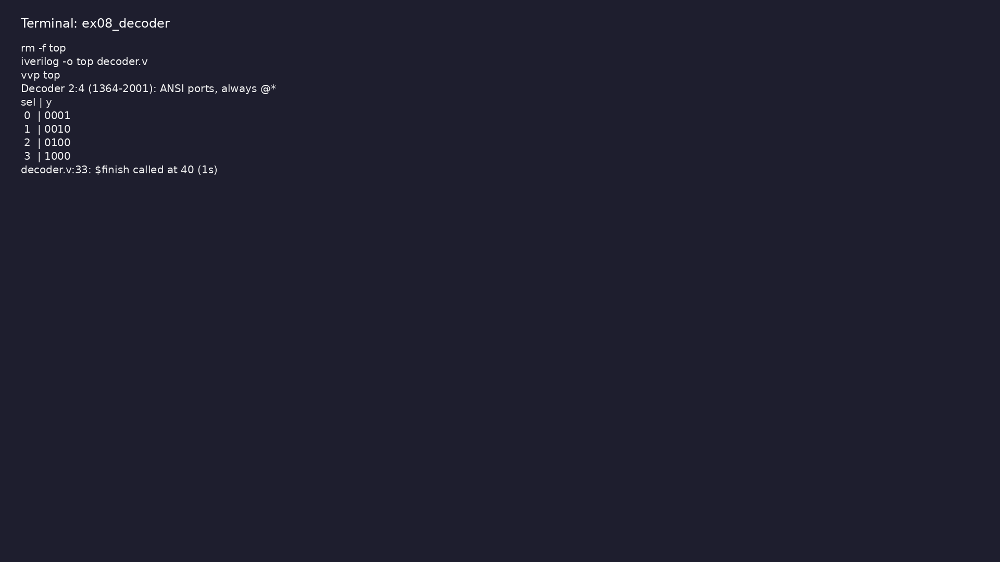 Terminal: ex08_decoder
rm -f top
iverilog -o top decoder.v
vvp top
Decoder 2:4 (1364-2001): ANSI ports, always @*
sel | y
 0  | 0001
 1  | 0010
 2  | 0100
 3  | 1000
decoder.v:33: $finish called at 40 (1s)